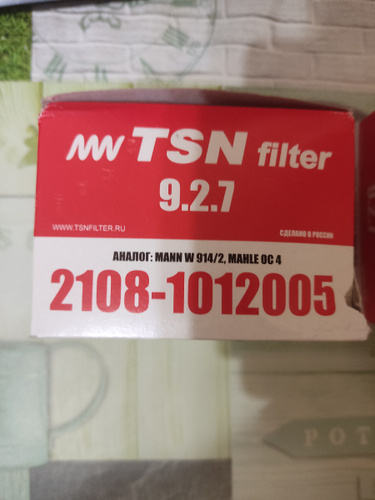 TSN filter
9.2.7
WWW.TSNFILTER.RU
СДЕЛАНО В РОССИИ
АНАЛОГ: MANN W 914/2, MAHLE OC 4
2108-1012005
POT